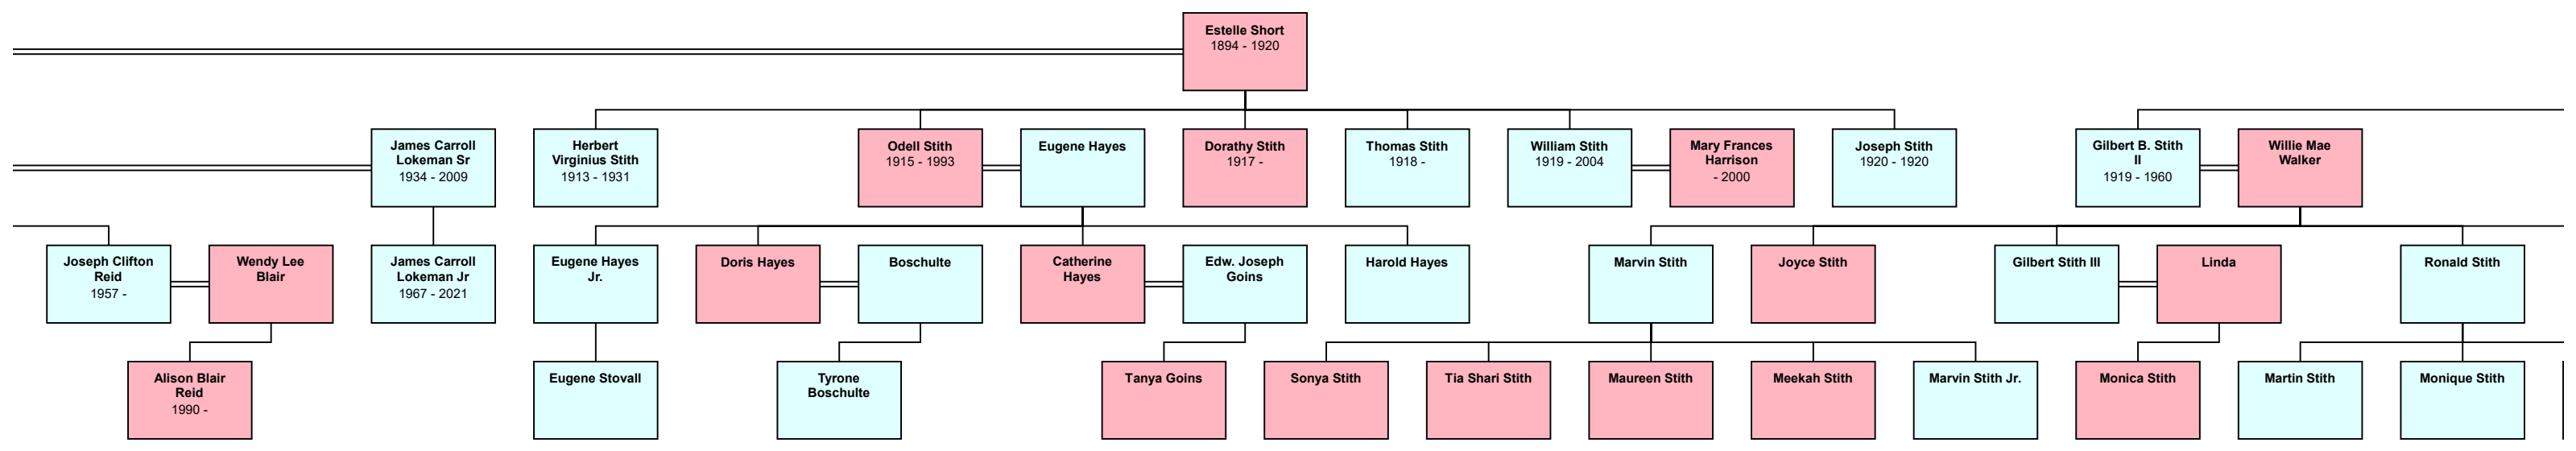 Estelle Short
1894 - 1920
James Carroll
Lokeman Sr
1934 - 2009
Herbert
Virginius Stith
1913 - 1931
Odell Stith
1915 - 1993
Eugene Hayes
Dorathy Stith
1917 -
Thomas Stith
1918 -
William Stith
1919 - 2004
Mary Frances
Harrison
- 2000
Joseph Stith
1920 - 1920
Gilbert B. Stith
II
1919 - 1960
Willie Mae
Walker
Joseph Clifton
Reid
1957 -
Wendy Lee
Blair
James Carroll
Lokeman Jr
1967 - 2021
Eugene Hayes
Jr.
Doris Hayes
Boschulte
Catherine
Hayes
Edw. Joseph
Goins
Harold Hayes
Marvin Stith
Joyce Stith
Gilbert Stith III
Linda
Ronald Stith
Alison Blair
Reid
1990 -
Eugene Stovall
Tyrone
Boschulte
Tanya Goins
Sonya Stith
Tia Shari Stith
Maureen Stith
Meekah Stith
Marvin Stith Jr.
Monica Stith
Martin Stith
Monique Stith